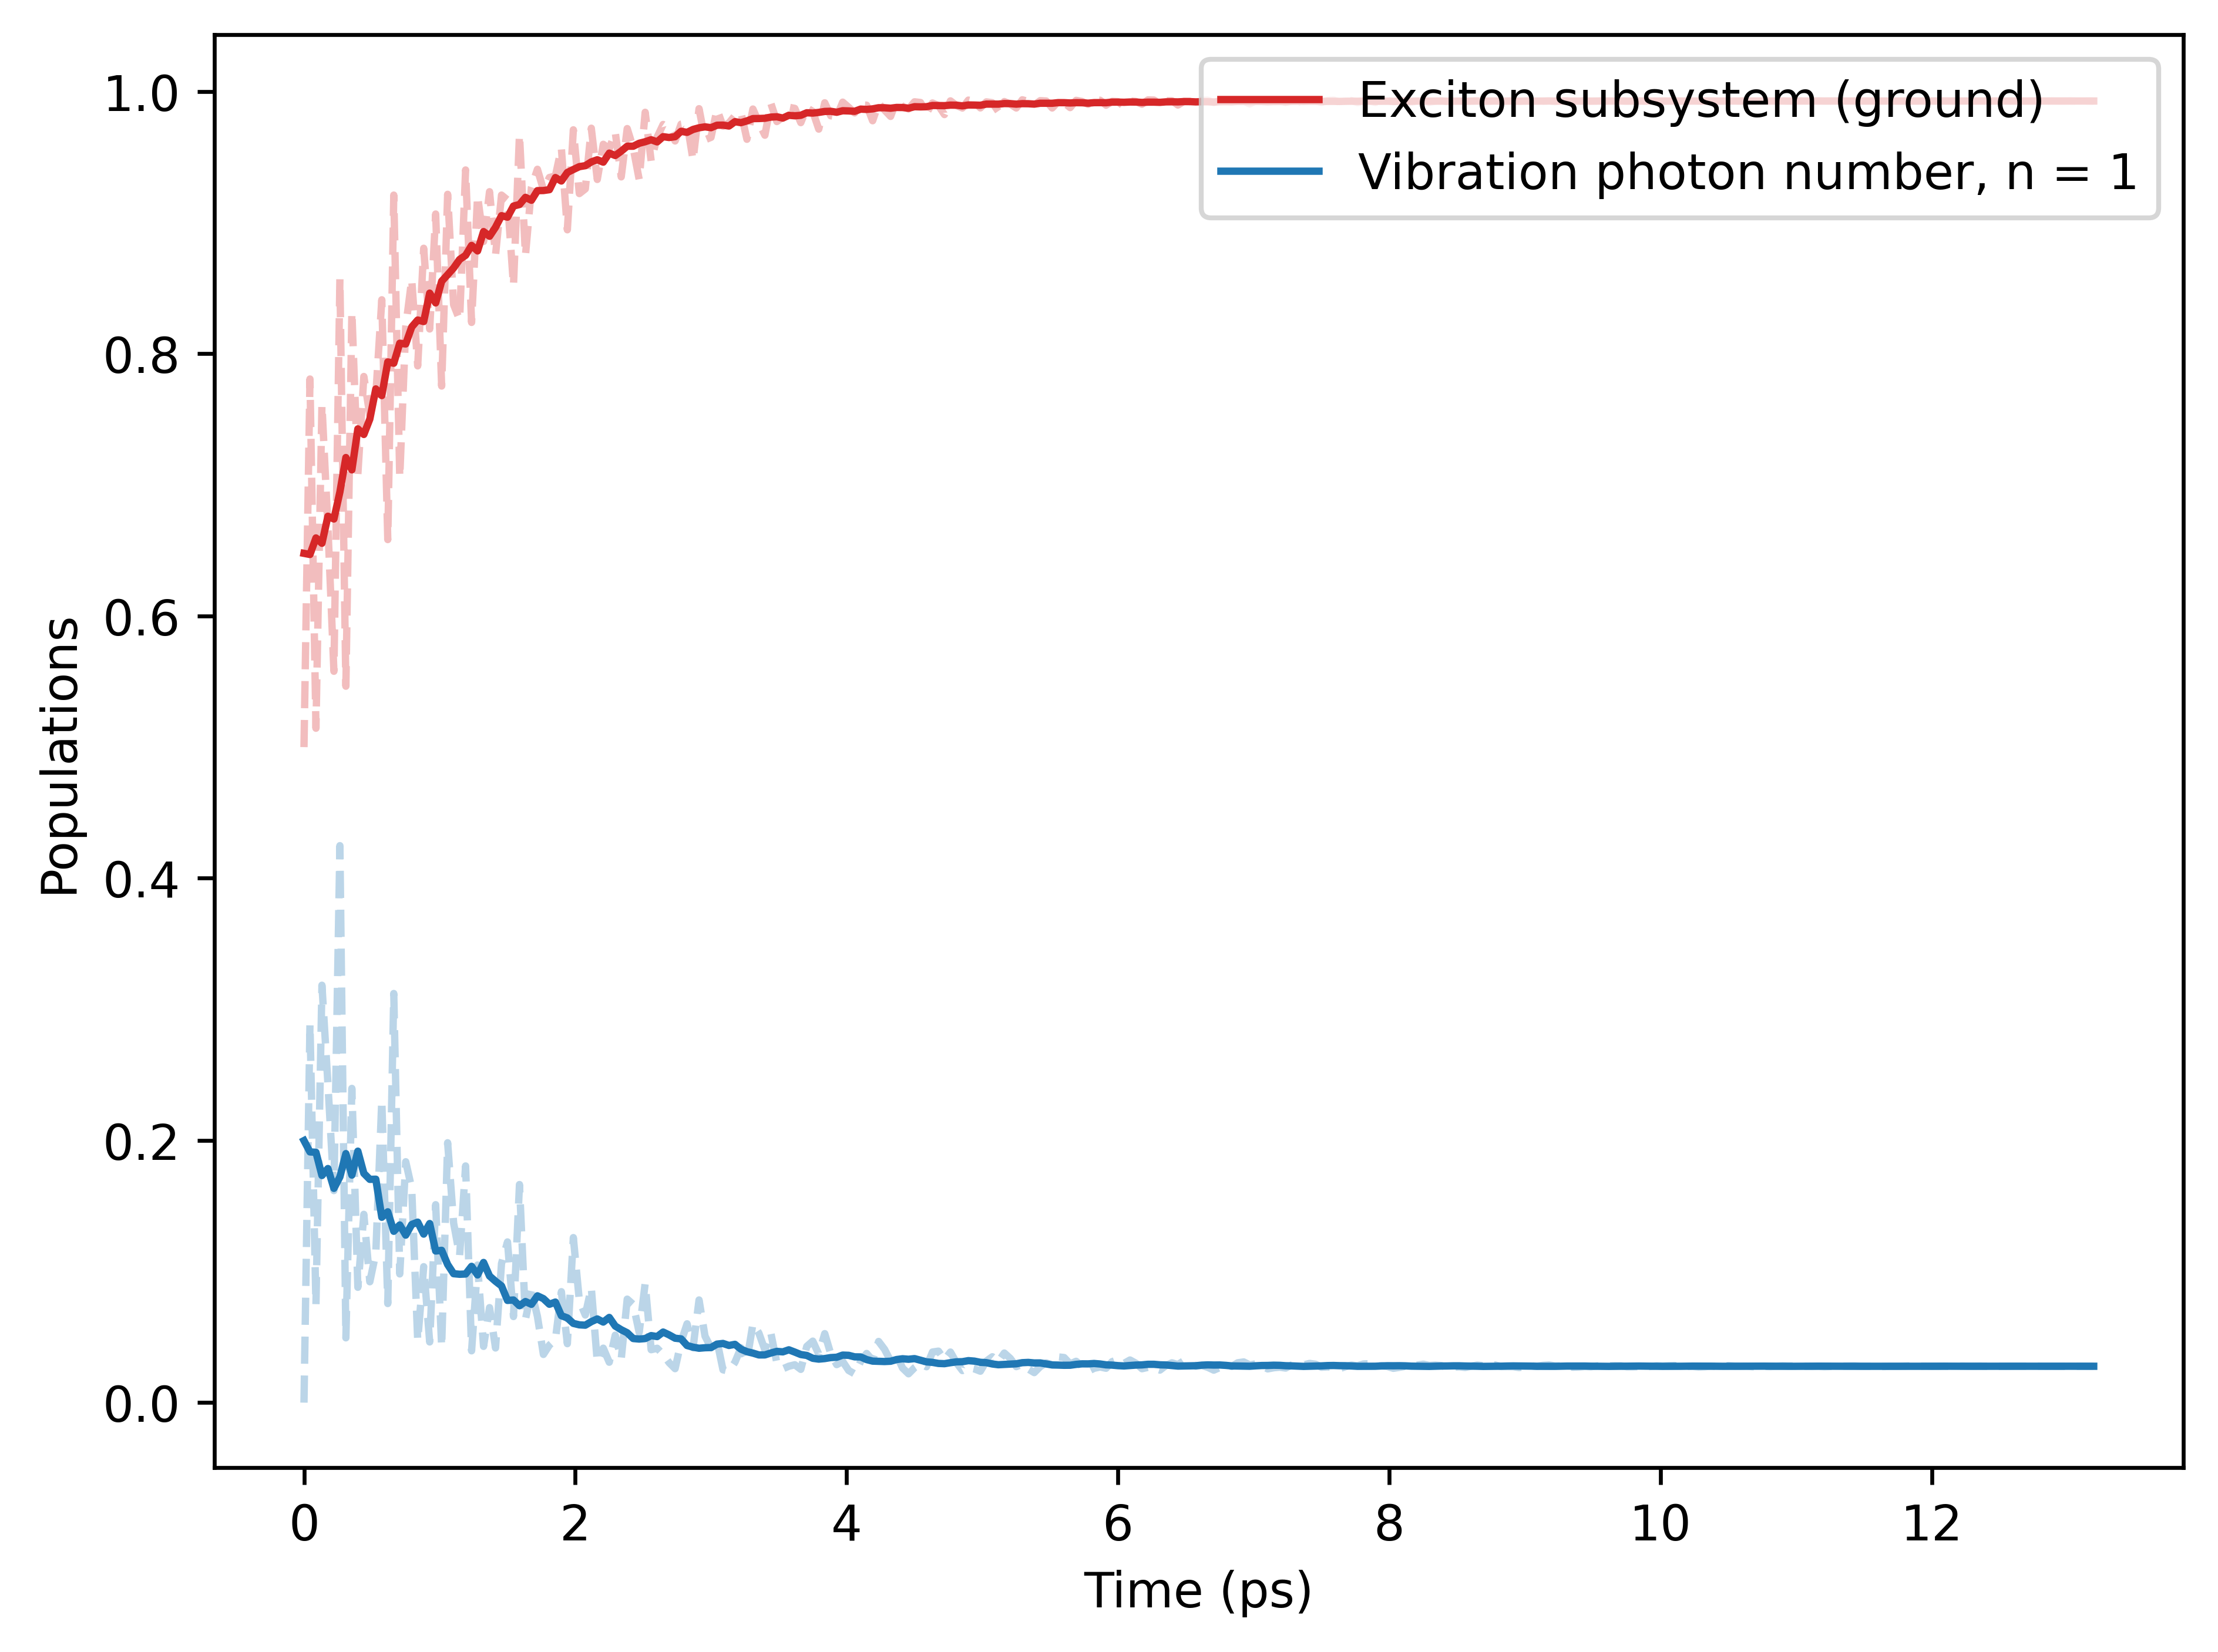 1.0
0.8
0.6
0.4
0.2
0.0
Populations
Exciton subsystem (ground)
Vibration photon number, n = 1
0 2 4 6 8 10 12
Time (ps)